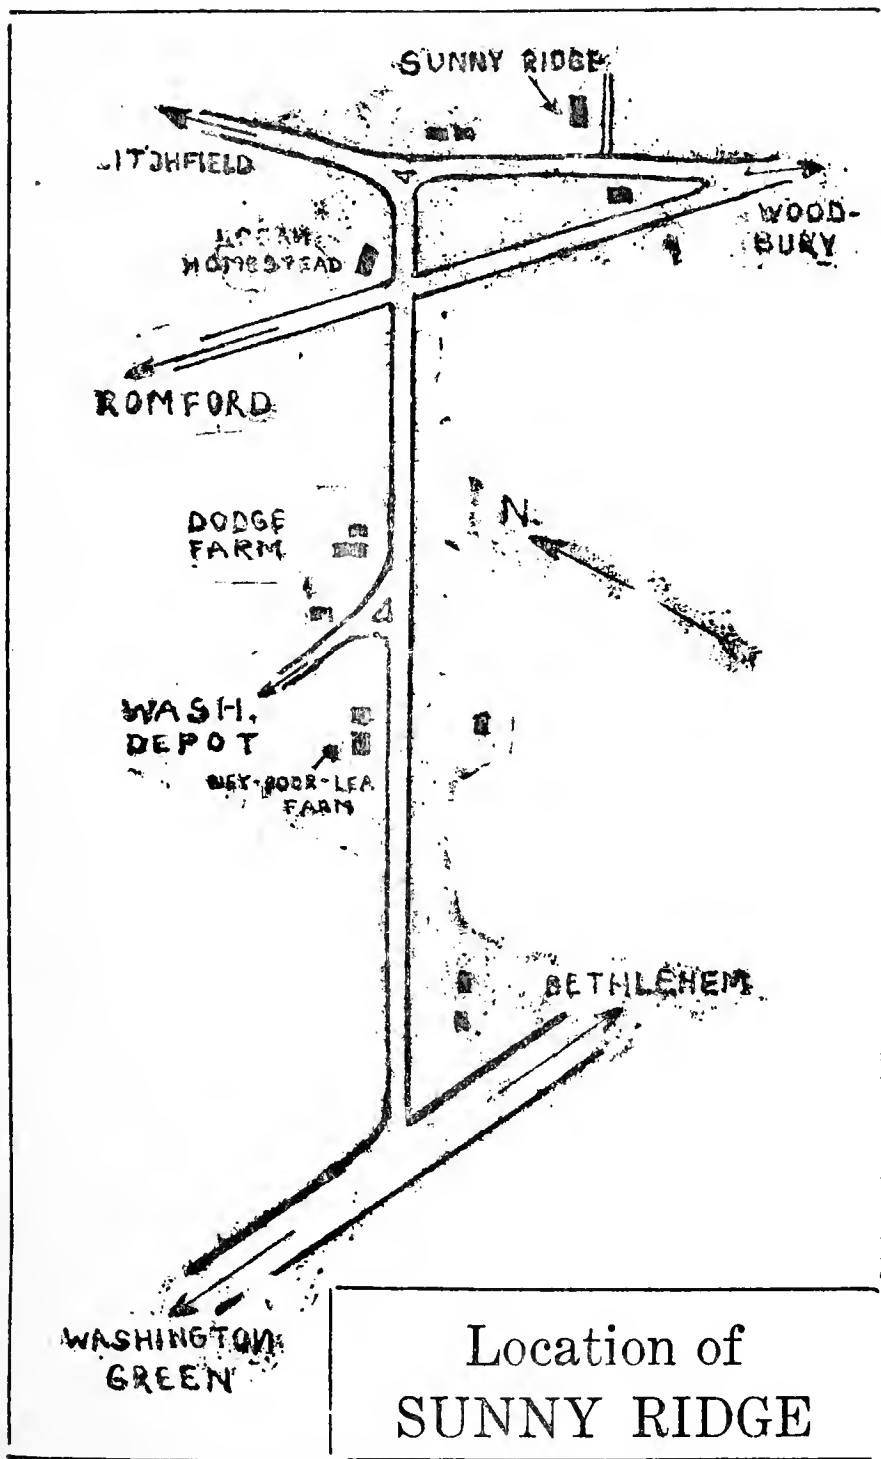 SUNNY RIDGE
ITCHFIELD
WOOD-
BURY
HOMESTEAD
ROMFORD
DODGE
FARM
N.
WASH.
DEPOT
FARM
BETHLEHEM
WASHINGTON
GREEN
Location of
SUNNY RIDGE